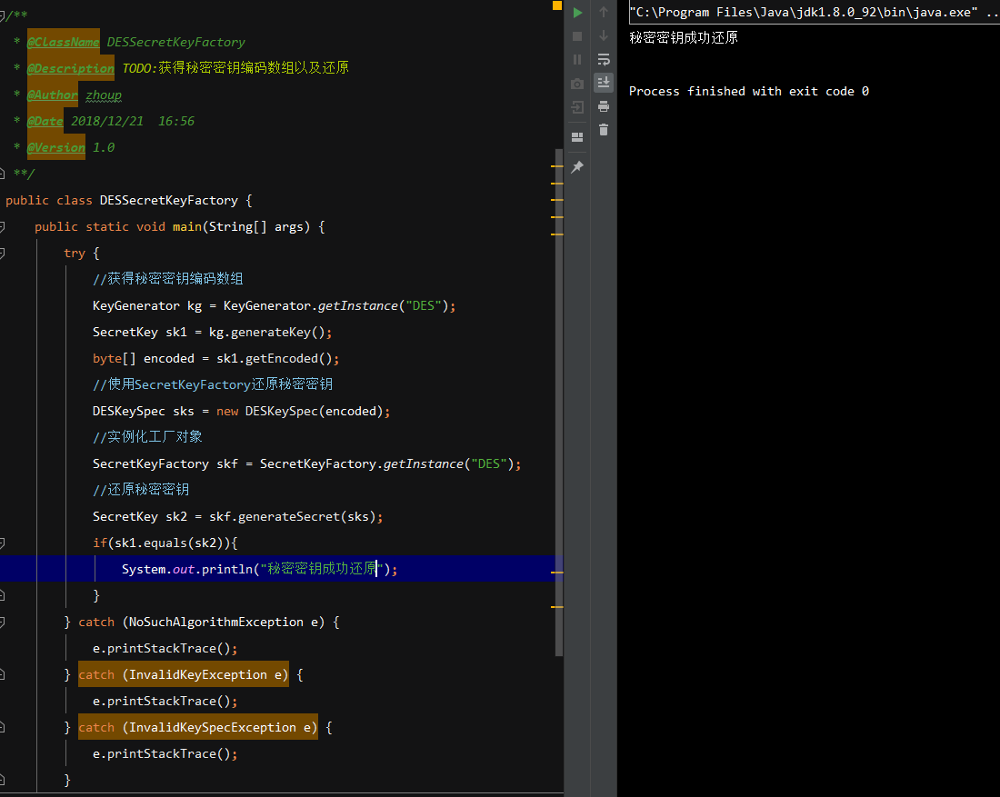 /**
* @ClassName DESSecretKeyFactory
* @Description TODO:获得秘密密钥编码数组以及还原
* @Author zhoup
* @Date 2018/12/21  16:56
* @Version 1.0
**/
public class DESSecretKeyFactory {
public static void main(String[] args) {
try {
//获得秘密密钥编码数组
KeyGenerator kg = KeyGenerator.getInstance("DES");
SecretKey sk1 = kg.generateKey();
byte[] encoded = sk1.getEncoded();
//使用SecretKeyFactory还原秘密密钥
DESKeySpec sks = new DESKeySpec(encoded);
//实例化工厂对象
SecretKeyFactory skf = SecretKeyFactory.getInstance("DES");
//还原秘密密钥
SecretKey sk2 = skf.generateSecret(sks);
if(sk1.equals(sk2)){
System.out.println("秘密密钥成功还原");
}
} catch (NoSuchAlgorithmException e) {
e.printStackTrace();
} catch (InvalidKeyException e) {
e.printStackTrace();
} catch (InvalidKeySpecException e) {
e.printStackTrace();
}
"C:\Program Files\Java\jdk1.8.0_92\bin\java.exe" ..
秘密密钥成功还原
Process finished with exit code 0